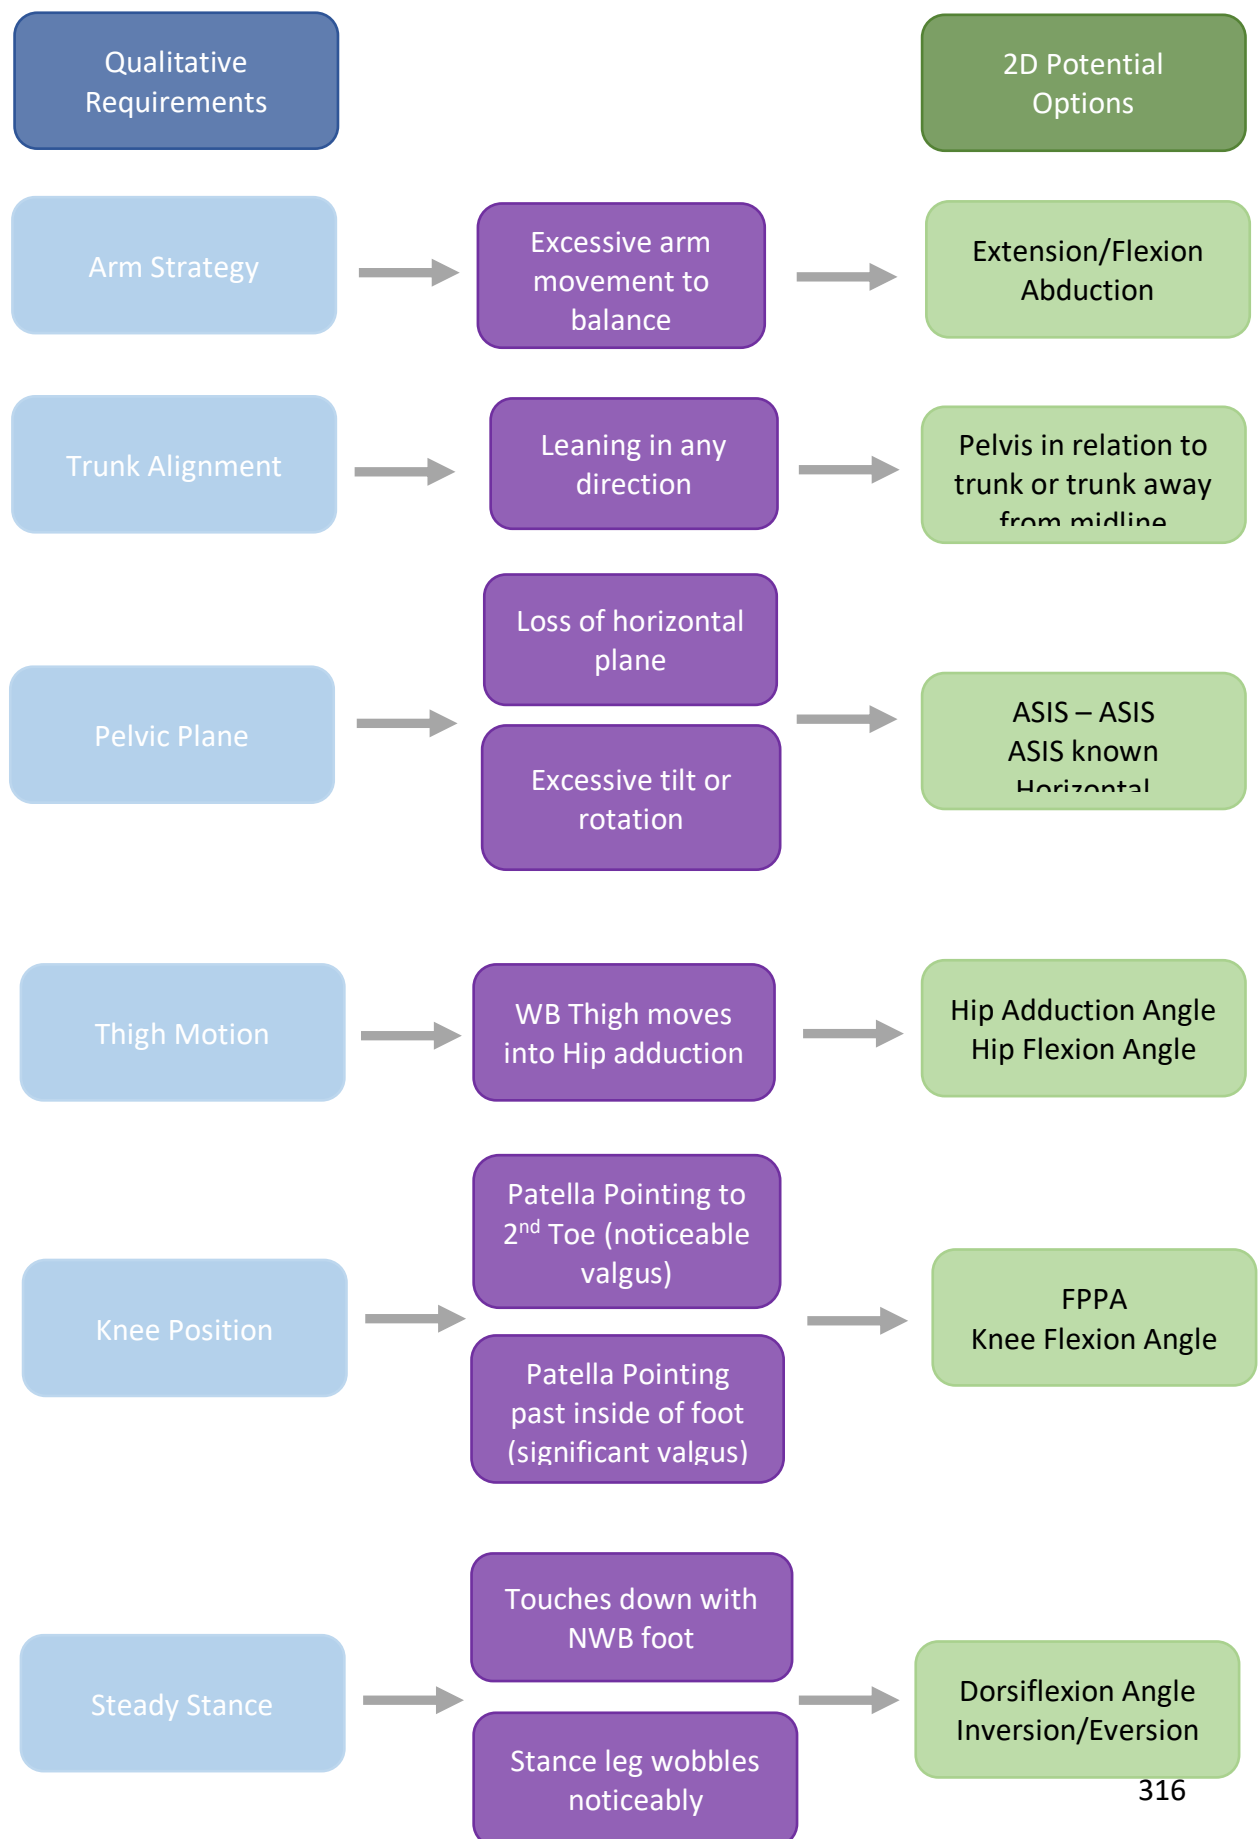 Qualitative
Requirements
2D Potential
Options
Arm Strategy
Excessive arm
movement to
balance
Extension/Flexion
Abduction
Trunk Alignment
Leaning in any
direction
Pelvis in relation to
trunk or trunk away
from midline
Pelvic Plane
Loss of horizontal
plane
Excessive tilt or
rotation
ASIS – ASIS
ASIS known
Horizontal
Thigh Motion
WB Thigh moves
into Hip adduction
Hip Adduction Angle
Hip Flexion Angle
Knee Position
Patella Pointing to
2nd Toe (noticeable
valgus)
Patella Pointing
past inside of foot
(significant valgus)
FPPA
Knee Flexion Angle
Steady Stance
Touches down with
NWB foot
Stance leg wobbles
noticeably
Dorsiflexion Angle
Inversion/Eversion
316